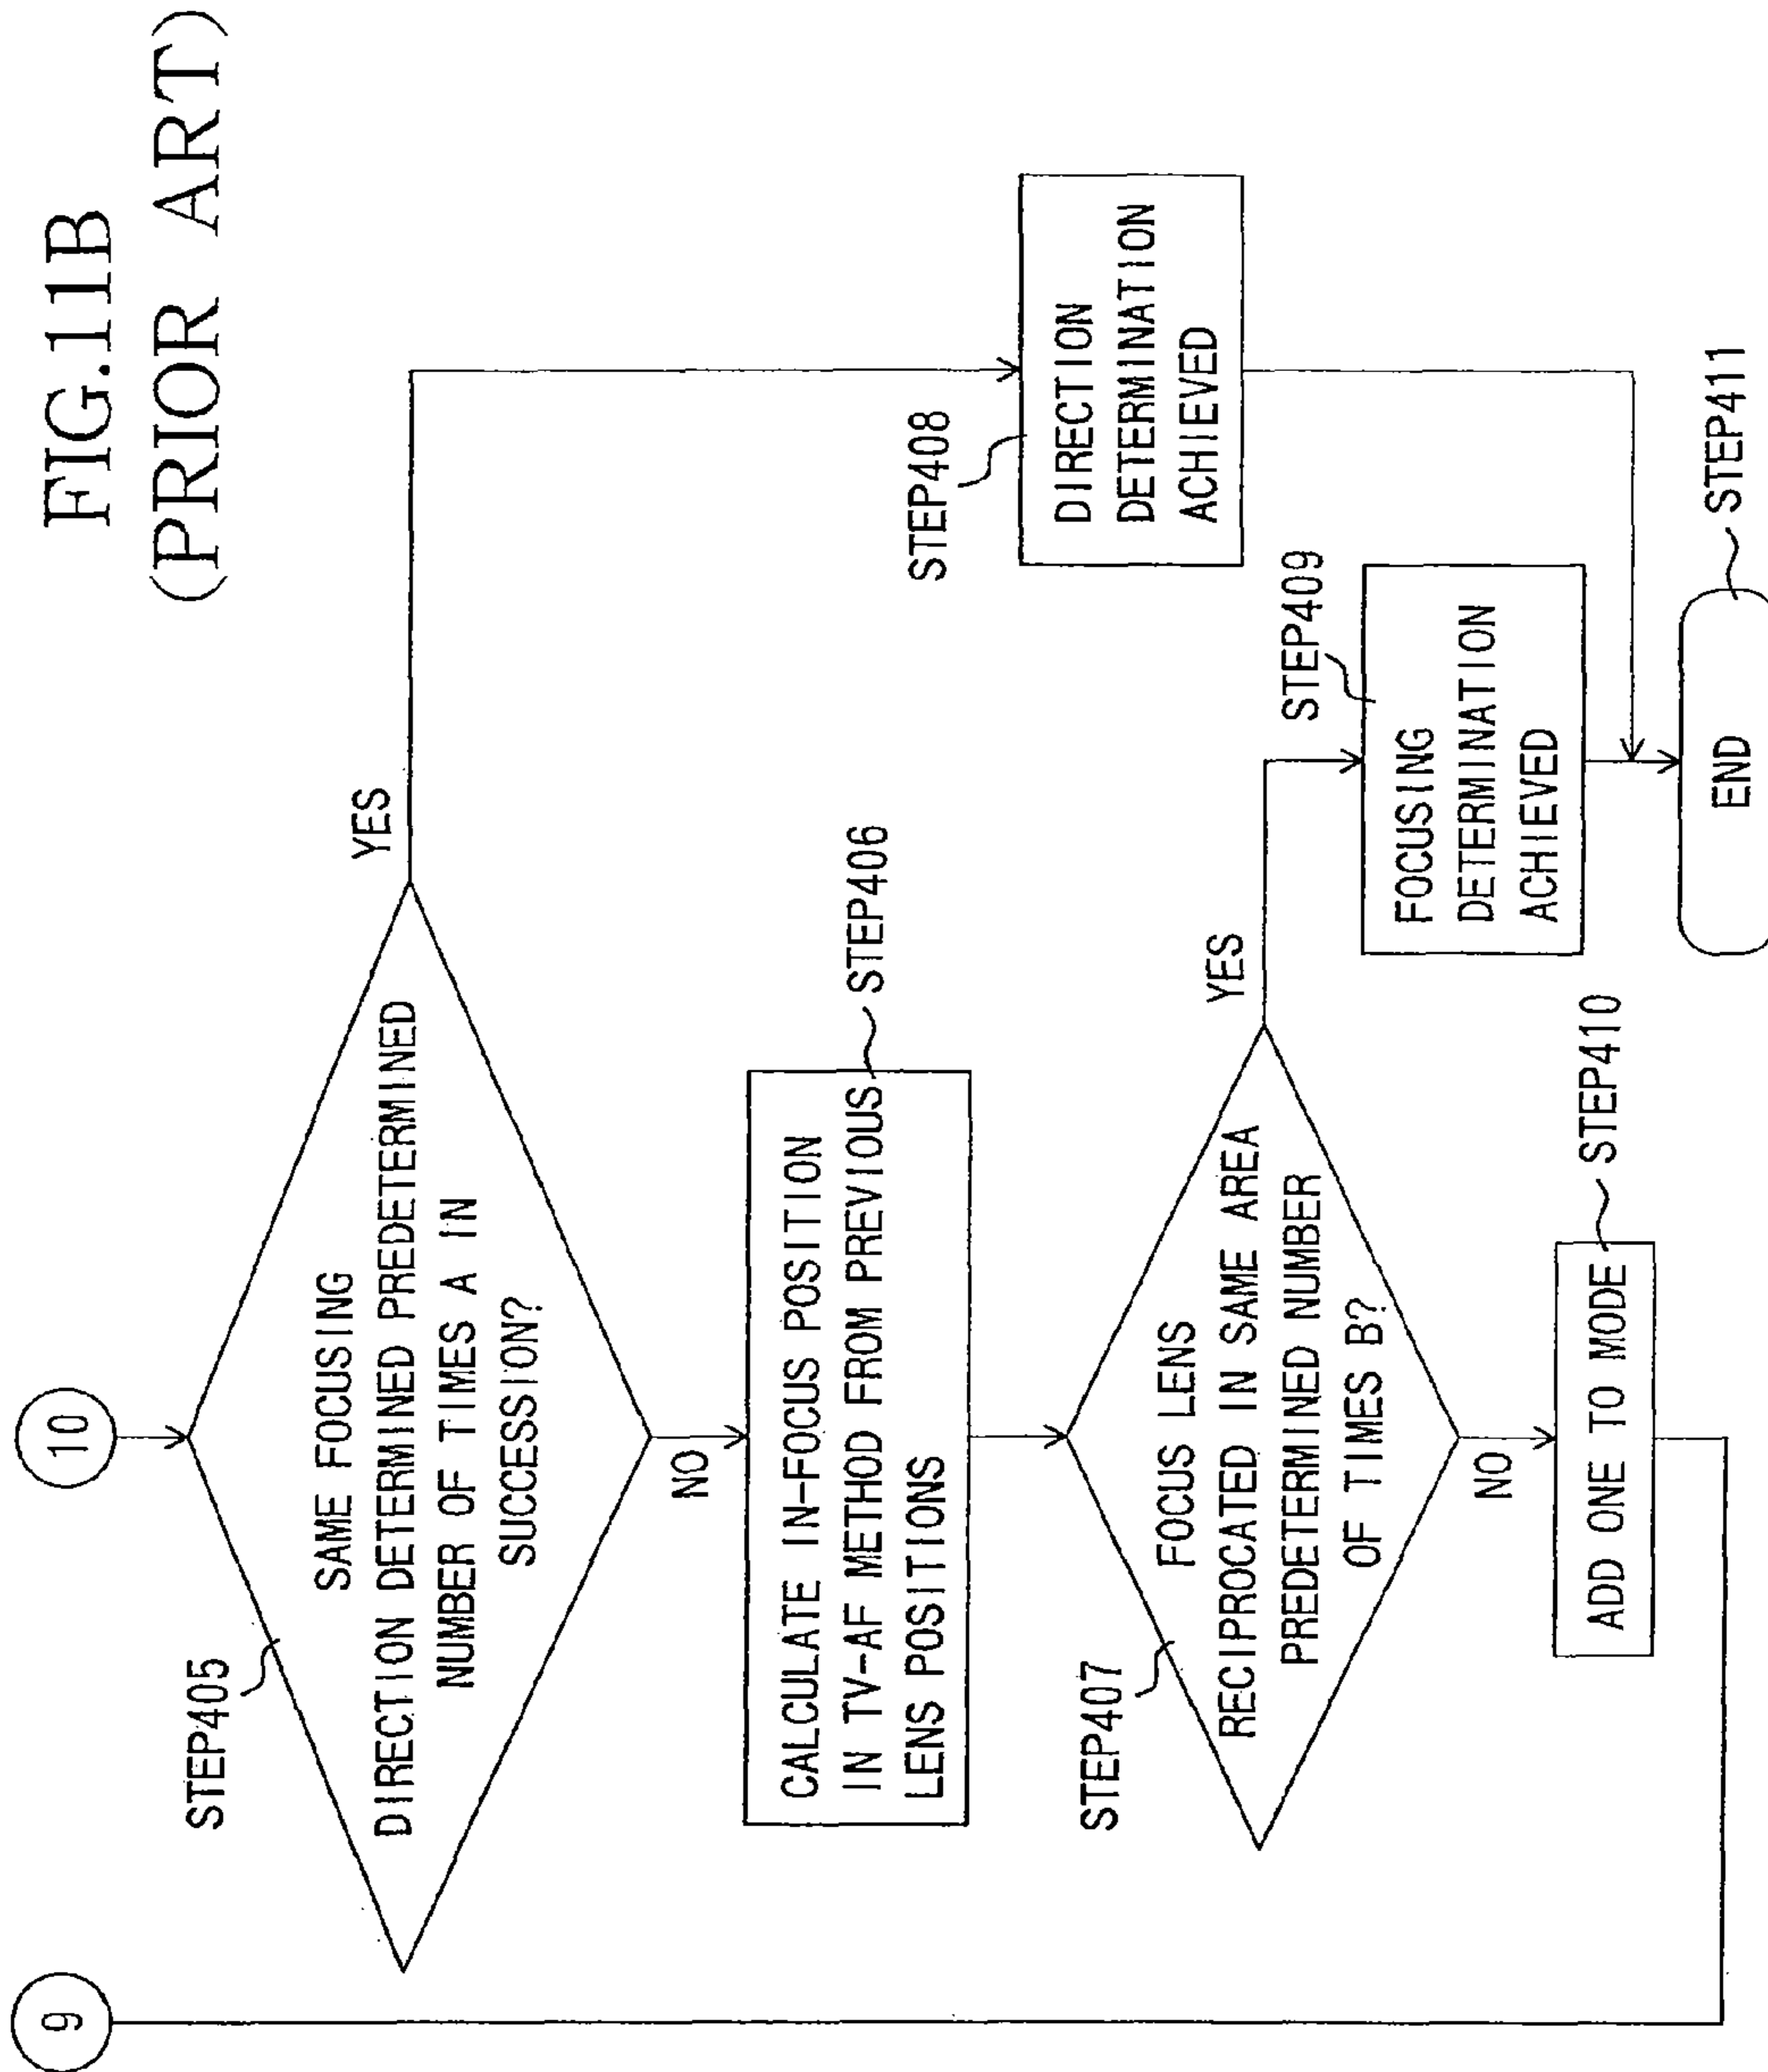 FIG.11B
(PRIOR ART)
9
10
STEP405
SAME FOCUSING
DIRECTION DETERMINED PREDETERMINED
NUMBER OF TIMES A IN
SUCCESSION?
YES
NO
CALCULATE IN-FOCUS POSITION
IN TV-AF METHOD FROM PREVIOUS
LENS POSITIONS
STEP406
STEP407
FOCUS LENS
RECIPROCATED IN SAME AREA
PREDETERMINED NUMBER
OF TIMES B?
YES
NO
STEP408
DIRECTION
DETERMINATION
ACHIEVED
STEP409
FOCUSING
DETERMINATION
ACHIEVED
ADD ONE TO MODE
STEP410
END
STEP411